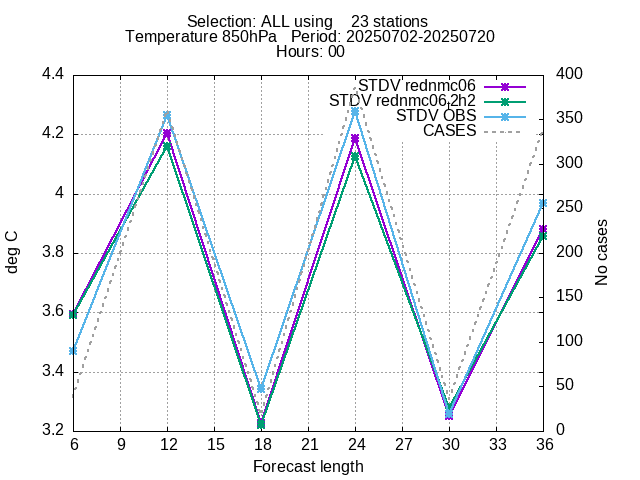 Selection: ALL using    23 stations
Temperature 850hPa   Period: 20250702-20250720
Hours: 00
STDV rednmc06
STDV rednmc06_2h2
STDV OBS
CASES
deg C
4.4
4.2
4
3.8
3.6
3.4
3.2
400
350
300
250
200
150
100
50
0
No cases
6 9 12 15 18 21 24 27 30 33 36
Forecast length